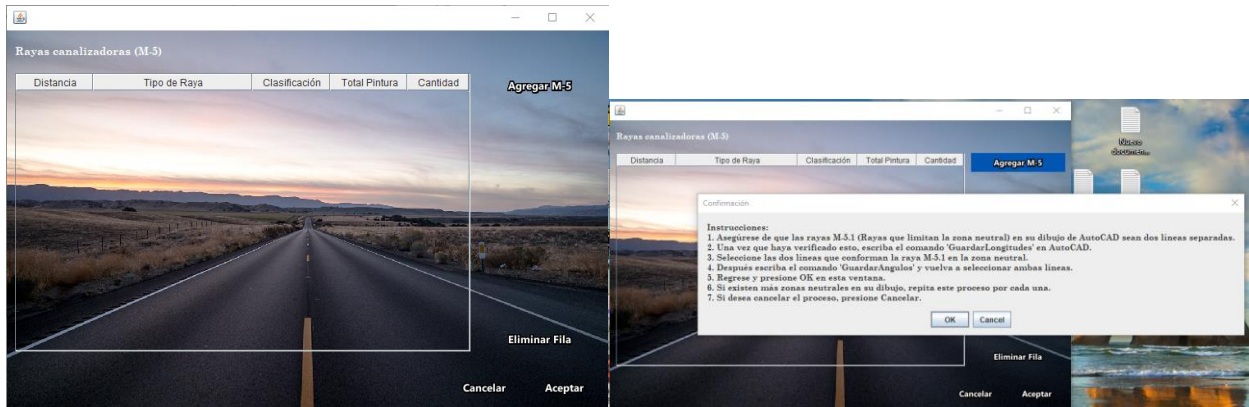 Rayas canalizadoras (M-5)
Distancia Tipo de Raya Clasificación Total Pintura Cantidad
Agregar M-5
Eliminar Fila
Cancelar Aceptar
Rayas canalizadoras (M-5)
Distancia Tipo de Raya Clasificación Total Pintura Cantidad
Agregar M-5
Nuevo
documen...
Confirmación
Instrucciones:
1. Asegúrese de que las rayas M-5.1 (Rayas que limitan la zona neutral) en su dibujo de AutoCAD sean dos líneas separadas.
2. Una vez que haya verificado esto, escriba el comando 'GuardarLongitudes' en AutoCAD.
3. Seleccione las dos líneas que conforman la raya M-5.1 en la zona neutral.
4. Después escriba el comando 'GuardarAngulos' y vuelva a seleccionar ambas líneas.
5. Regrese y presione OK en esta ventana.
6. Si existen más zonas neutrales en su dibujo, repita este proceso por cada una.
7. Si desea cancelar el proceso, presione Cancelar.
OK Cancel
Eliminar Fila
Cancelar Aceptar